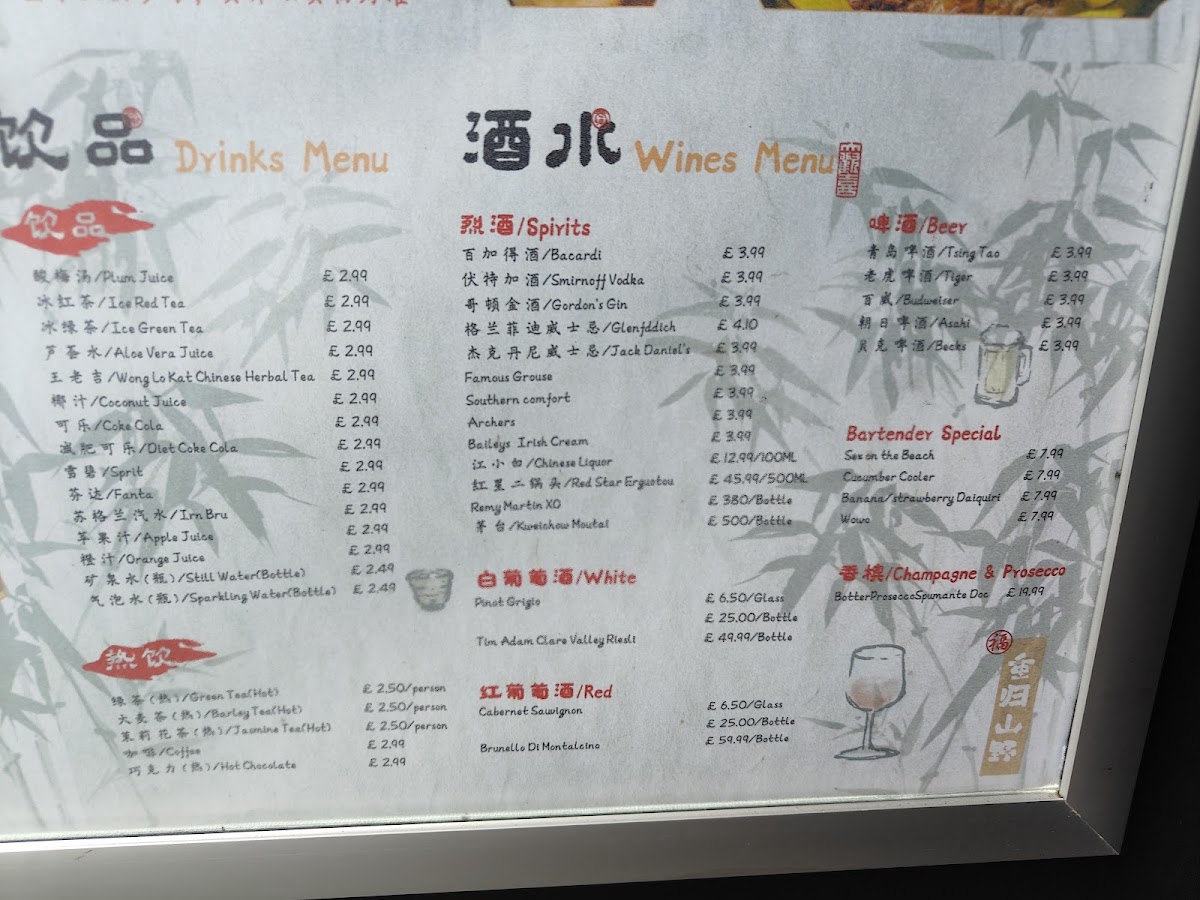 饮品 Drinks Menu
饮品
酸梅汤/Plum Juice £ 2.99
冰红茶/Ice Red Tea £ 2.99
冰绿茶/Ice Green Tea £ 2.99
芦荟水/Aloe Vera Juice £ 2.99
王老吉/Wong Lo Kat Chinese Herbal Tea £ 2.99
椰汁/Coconut Juice £ 2.99
可乐/Coke Cola £ 2.99
减肥可乐/Diet Coke Cola £ 2.99
雪碧/Sprit £ 2.99
芬达/Fanta £ 2.99
苏格兰汽水/Irn Bru £ 2.99
苹果汁/Apple Juice £ 2.99
橙汁/Orange Juice £ 2.99
矿泉水(瓶)/Still Water(Bottle) £ 2.49
气泡水(瓶)/Sparkling Water(Bottle) £ 2.49
热饮
绿茶(热)/Green Tea(Hot) £ 2.50/person
大麦茶(热)/Barley Tea(Hot) £ 2.50/person
茉莉花茶(热)/Jasmine Tea(Hot) £ 2.50/person
咖啡/Coffee £ 2.99
巧克力(热)/Hot Chocolate £ 2.99
酒水 Wines Menu
烈酒/Spirits
百加得酒/Bacardi £ 3.99
伏特加酒/Smirnoff Vodka £ 3.99
哥顿金酒/Gordon's Gin £ 3.99
格兰菲迪威士忌/Glenfddich £ 4.10
杰克丹尼威士忌/Jack Daniel's £ 3.99
Famous Grouse £ 3.99
Southern comfort £ 3.99
Archers £ 3.99
Baileys Irish Cream £ 3.99
江小白/Chinese Liquor £ 12.99/100ML
红星二锅头/Red Star Erguotou £ 45.99/500ML
Remy Martin XO £ 380/Bottle
茅台/Kweichow Moutai £ 500/Bottle
白葡萄酒/White
Pinot Grigio £ 6.50/Glass
£ 25.00/Bottle
Tim Adam Clare Valley Riesli £ 49.99/Bottle
红葡萄酒/Red
Cabernet Sauvignon £ 6.50/Glass
£ 25.00/Bottle
Brunello Di Montalcino £ 59.99/Bottle
啤酒/Beer
青岛啤酒/Tsing Tao £ 3.99
老虎啤酒/Tiger £ 3.99
百威/Budweiser £ 3.99
朝日啤酒/Asahi £ 3.99
贝克啤酒/Becks £ 3.99
Bartender Special
Sex on the Beach £ 7.99
Cucumber Cooler £ 7.99
Banana/strawberry Daiquiri £ 7.99
Wowo £ 7.99
香槟/Champagne & Prosecco
BotterProseccoSpumante Doc £ 19.99
福